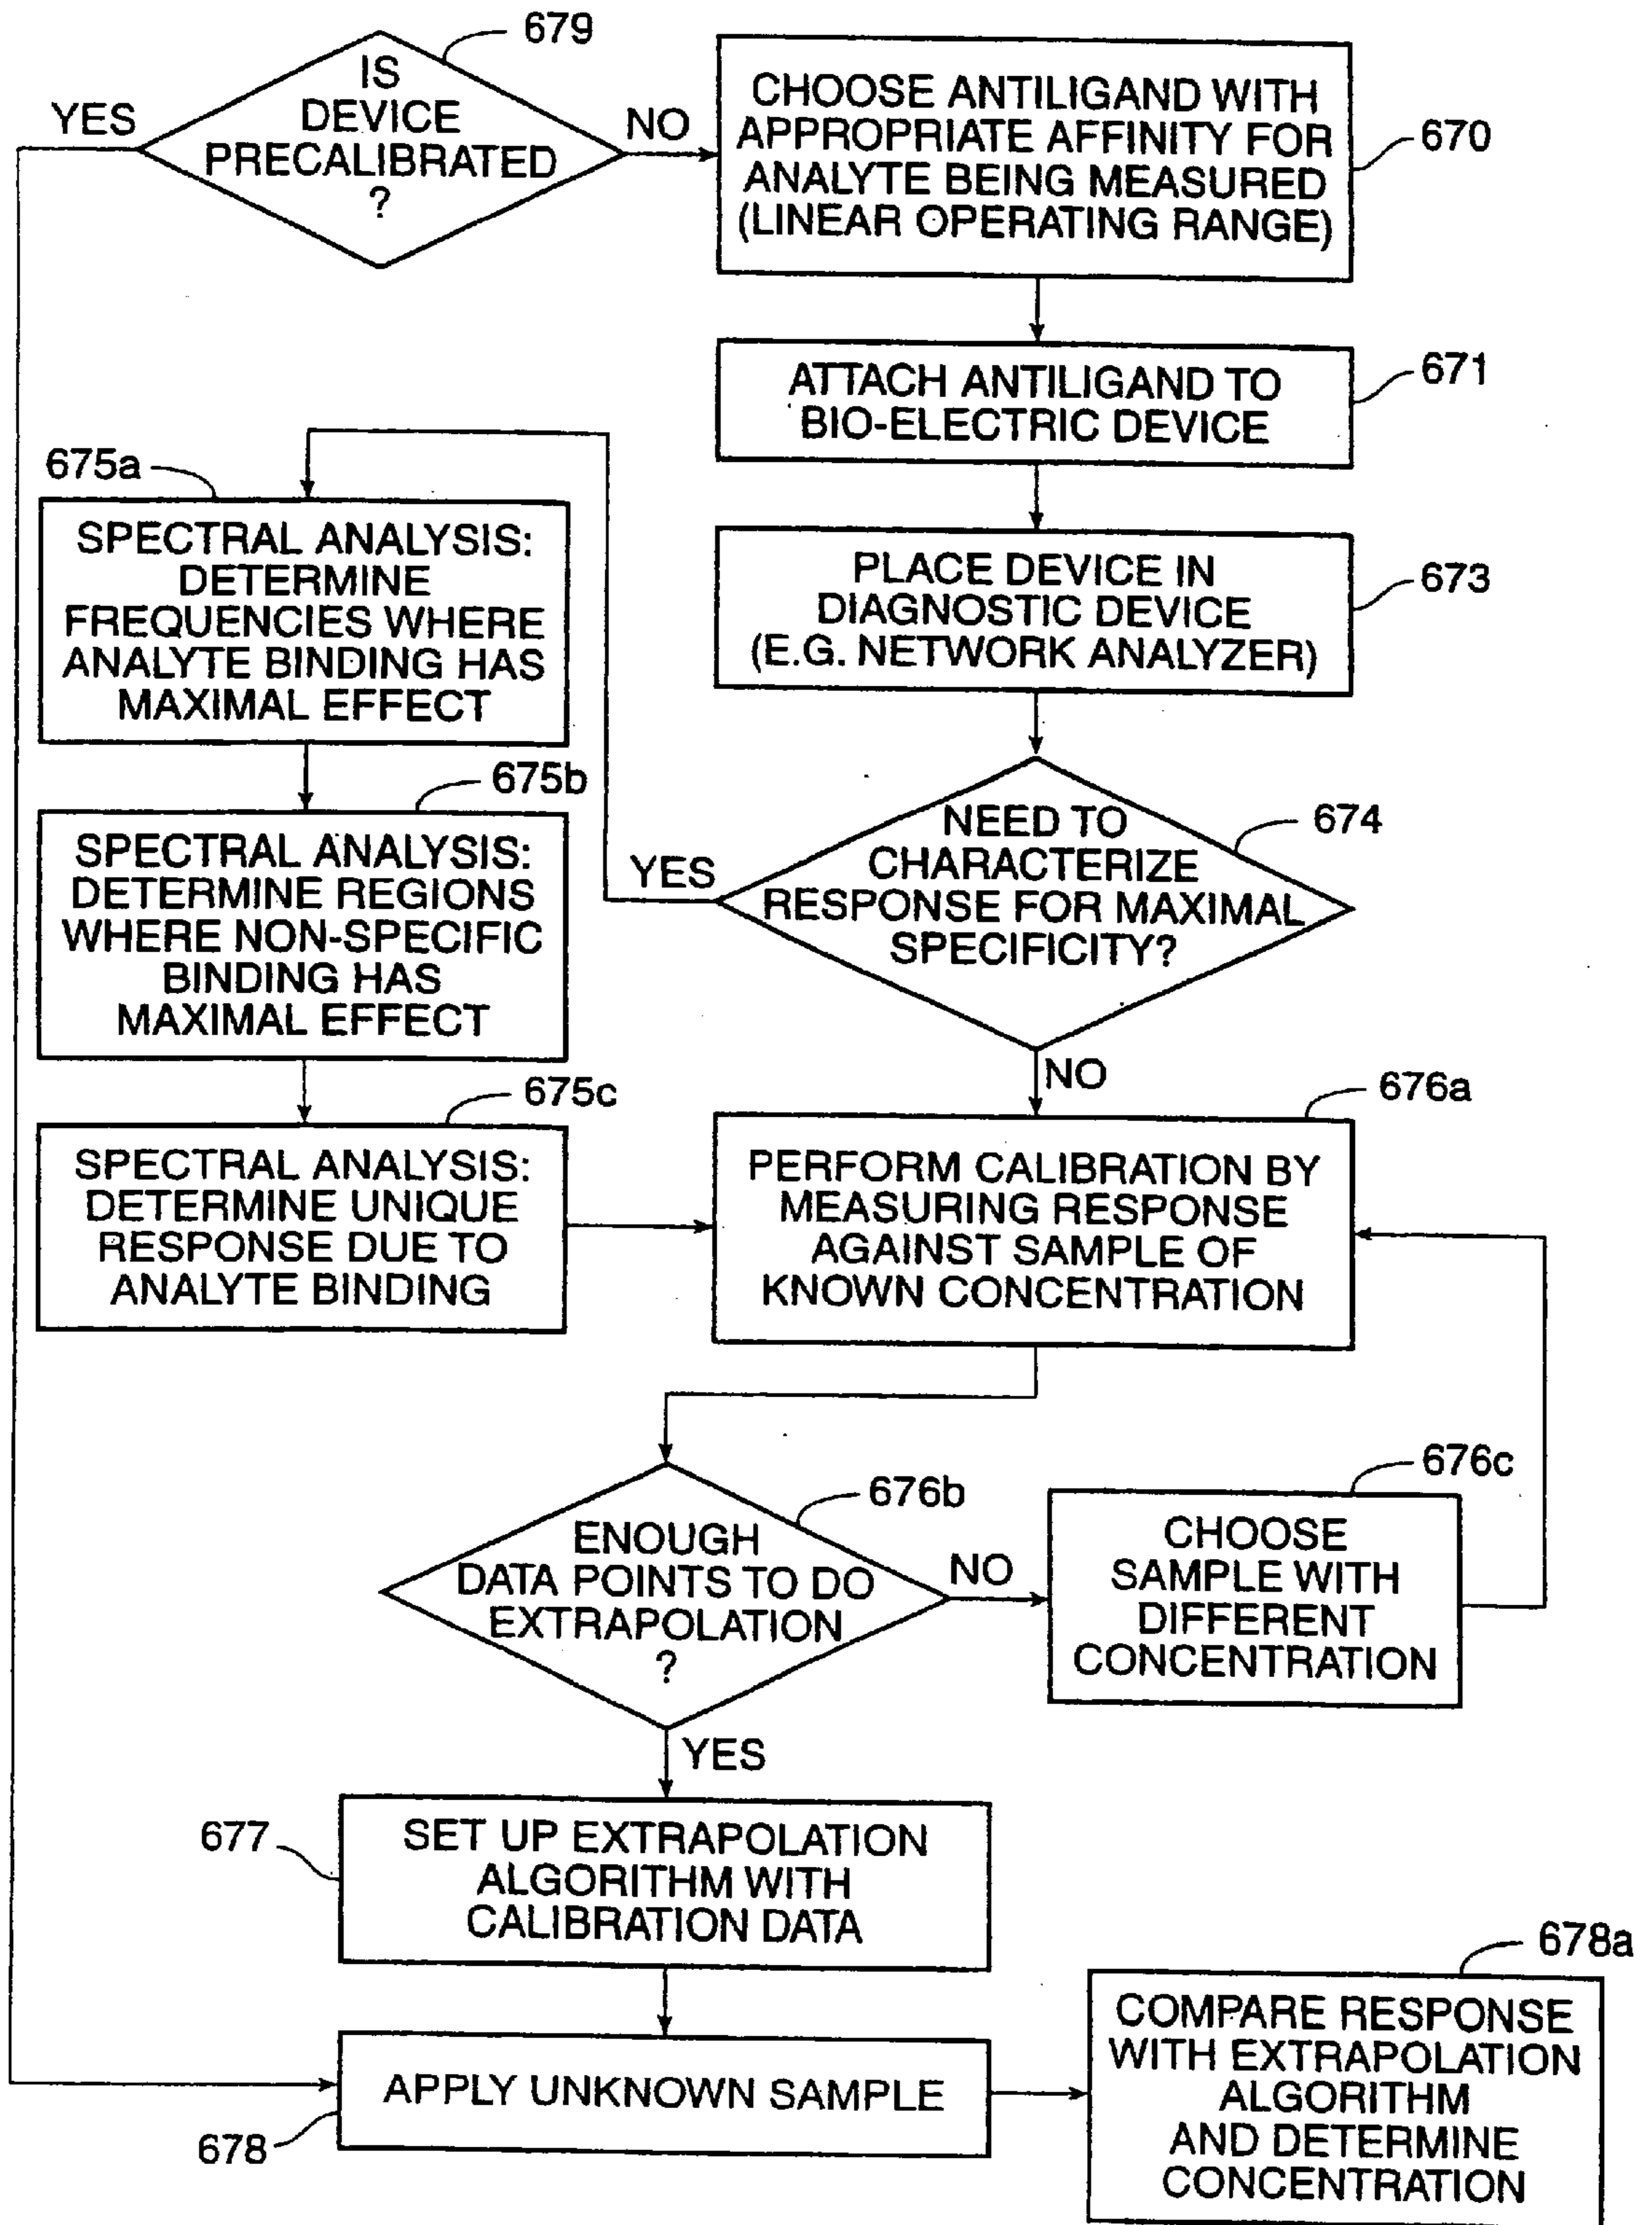 679
IS
DEVICE
PRECALIBRATED
?
YES
NO
CHOOSE ANTILIGAND WITH
APPROPRIATE AFFINITY FOR
ANALYTE BEING MEASURED
(LINEAR OPERATING RANGE)
670
ATTACH ANTILIGAND TO
BIO-ELECTRIC DEVICE
671
PLACE DEVICE IN
DIAGNOSTIC DEVICE
(E.G. NETWORK ANALYZER)
673
NEED TO
CHARACTERIZE
RESPONSE FOR MAXIMAL
SPECIFICITY?
674
YES
NO
675a
SPECTRAL ANALYSIS:
DETERMINE
FREQUENCIES WHERE
ANALYTE BINDING HAS
MAXIMAL EFFECT
675b
SPECTRAL ANALYSIS:
DETERMINE REGIONS
WHERE NON-SPECIFIC
BINDING HAS
MAXIMAL EFFECT
675c
SPECTRAL ANALYSIS:
DETERMINE UNIQUE
RESPONSE DUE TO
ANALYTE BINDING
676a
PERFORM CALIBRATION BY
MEASURING RESPONSE
AGAINST SAMPLE OF
KNOWN CONCENTRATION
676b
ENOUGH
DATA POINTS TO DO
EXTRAPOLATION
?
NO
676c
CHOOSE
SAMPLE WITH
DIFFERENT
CONCENTRATION
YES
677
SET UP EXTRAPOLATION
ALGORITHM WITH
CALIBRATION DATA
APPLY UNKNOWN SAMPLE
678
678a
COMPARE RESPONSE
WITH EXTRAPOLATION
ALGORITHM
AND DETERMINE
CONCENTRATION